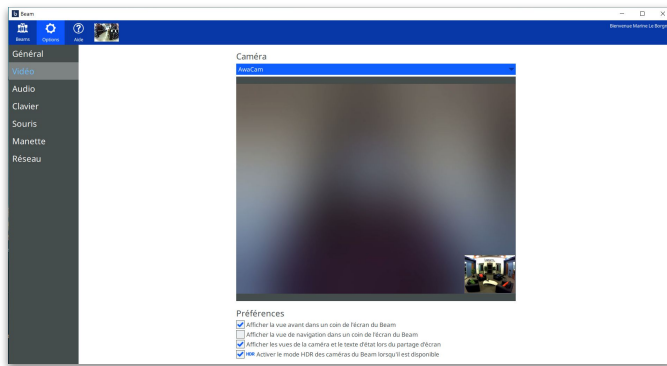 Beam
Bienvenue Marine Le Borgne
Beams
Options
Aide
Général
Vidéo
Audio
Clavier
Souris
Manette
Réseau
Caméra
AwaCam
Préférences
Afficher la vue avant dans un coin de l'écran du Beam
Afficher la vue de navigation dans un coin de l'écran du Beam
Afficher les vues de la caméra et le texte d'état lors du partage d'écran
HDR Activer le mode HDR des caméras du Beam lorsqu'il est disponible